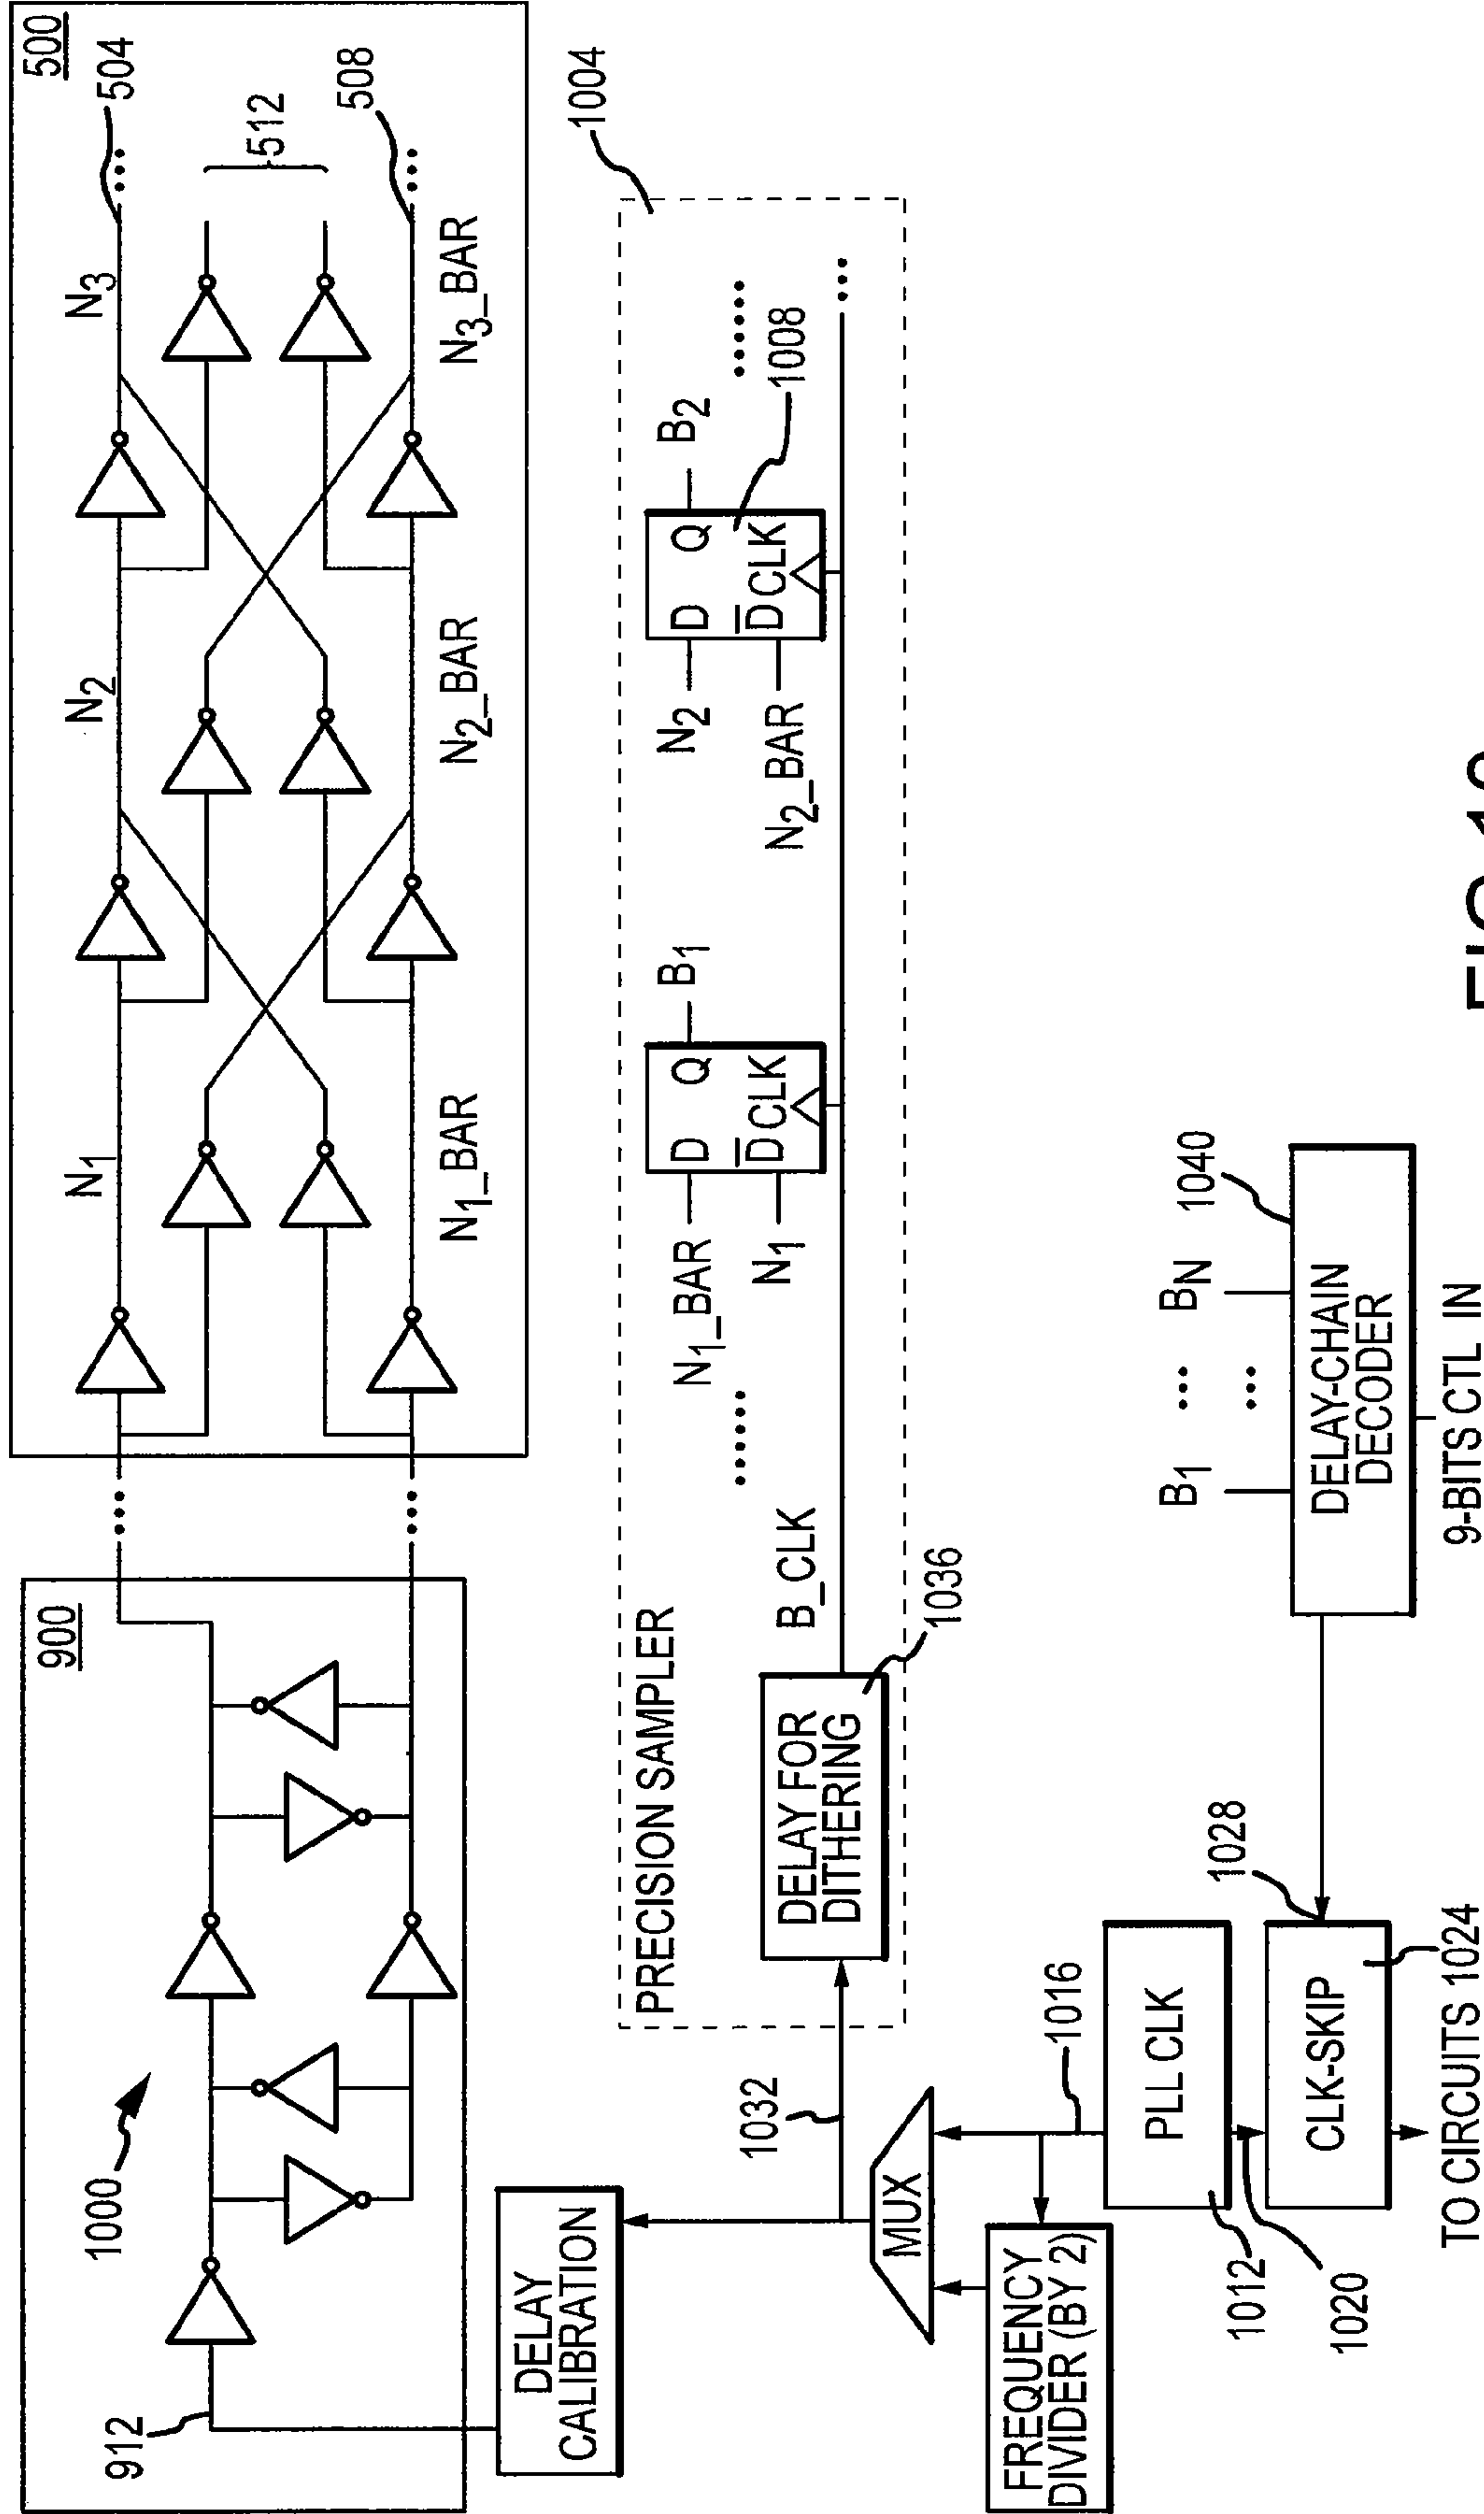 900
1000
912
500
504
512
508
N1
N2
N3
N1_BAR
N2_BAR
N3_BAR
DELAY
CALIBRATION
PRECISION SAMPLER
1004
1032
DELAY FOR
DITHERING
1036
B_CLK
N1_BAR
N1
D Q
D̅ CLK
B1
N2
N2_BAR
D Q
D̅ CLK
B2
1008
MUX
FREQUENCY
DIVIDER (BY 2)
1016
PLL CLK
1012
1020
CLK-SKIP
1028
TO CIRCUITS 1024
B1 ... BN
DELAY-CHAIN
DECODER
1040
9-BITS CTL IN